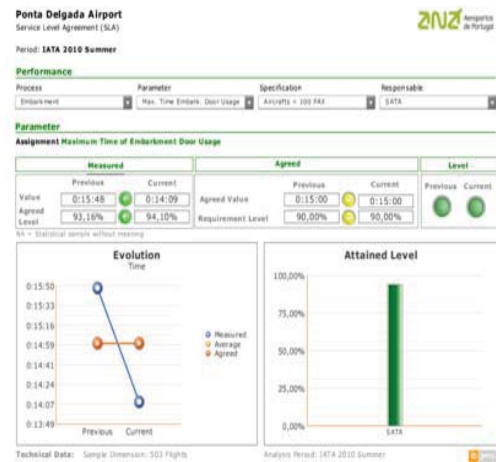 Ponta Delgada Airport
Service Level Agreement (SLA)
ana Aeroportos de Portugal
Period: IATA 2010 Summer
Performance
Process Parameter Specification Responsable
Embarkment Max. Time Embark. Door Usage Aircrafts < 100 PAX SATA
Parameter
Assignment Maximum Time of Embarkment Door Usage
Measured Agreed Level
Previous Current Previous Current Previous Current
Value 0:15:48 0:14:09 Agreed Value 0:15:00 0:15:00
Agreed Level 93,16% 94,10% Requirement Level 90,00% 90,00%
NA = Statistical sample without meaning
Evolution
Time
0:15:50
0:15:33
0:15:16
0:14:59
0:14:41
0:14:24
0:14:07
0:13:49
Previous Current
Measured
Average
Agreed
Attained Level
100,00%
75,00%
50,00%
25,00%
0,00%
SATA
Technical Data: Sample Dimension: 503 Flights Analysis Period: IATA 2010 Summer